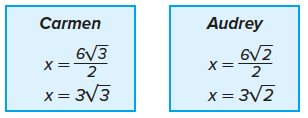 Carmen
x = 6√3/2
x = 3√3
Audrey
x = 6√2/2
x = 3√2